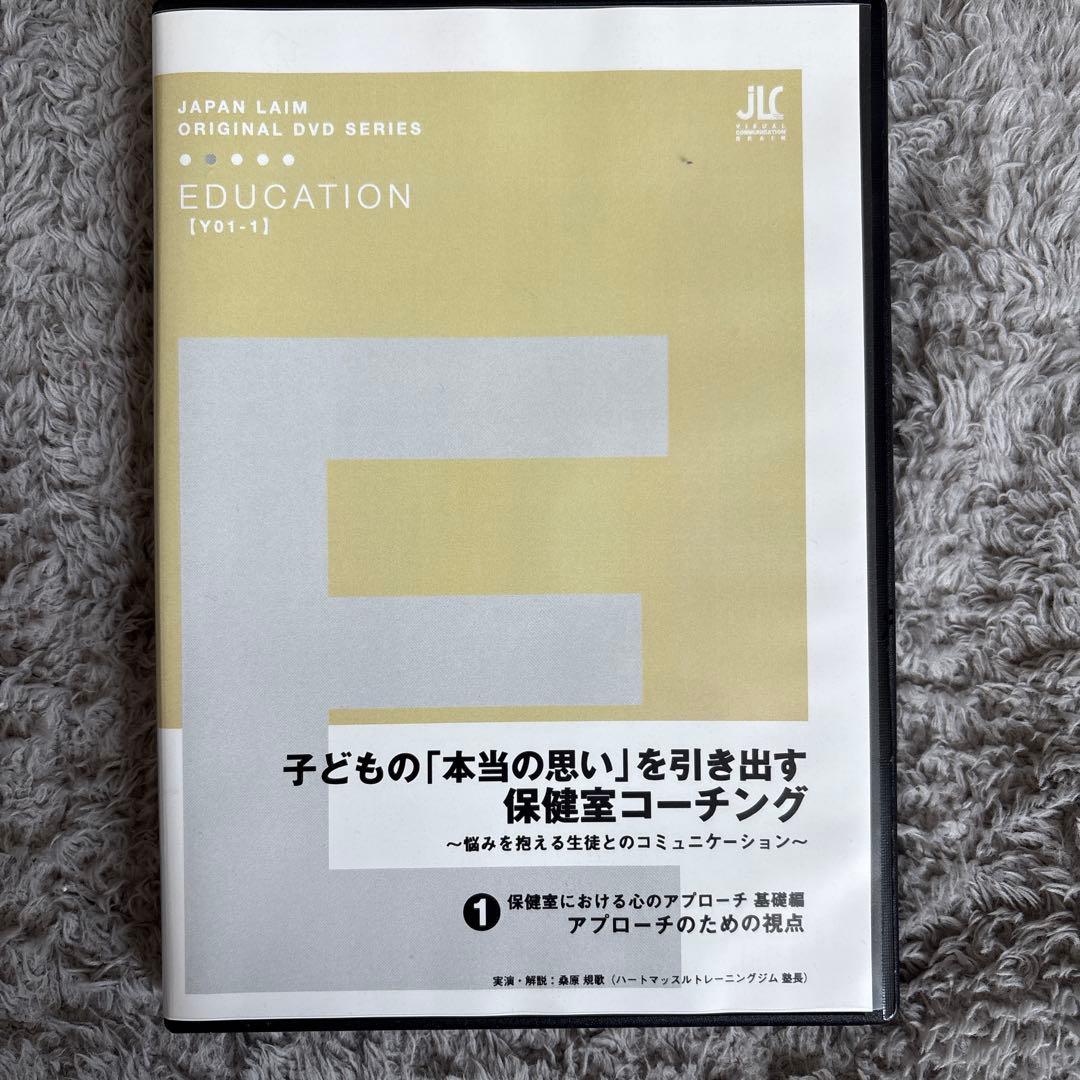 JAPAN LAIM
ORIGINAL DVD SERIES
EDUCATION
【Y01-1】
jLC
VISUAL
COMMUNICATION
BRAIN
子どもの「本当の思い」を引き出す
保健室コーチング
～悩みを抱える生徒とのコミュニケーション～
❶ 保健室における心のアプローチ 基礎編
アプローチのための視点
実演・解説：桑原 規歌（ハートマッスルトレーニングジム 塾長）